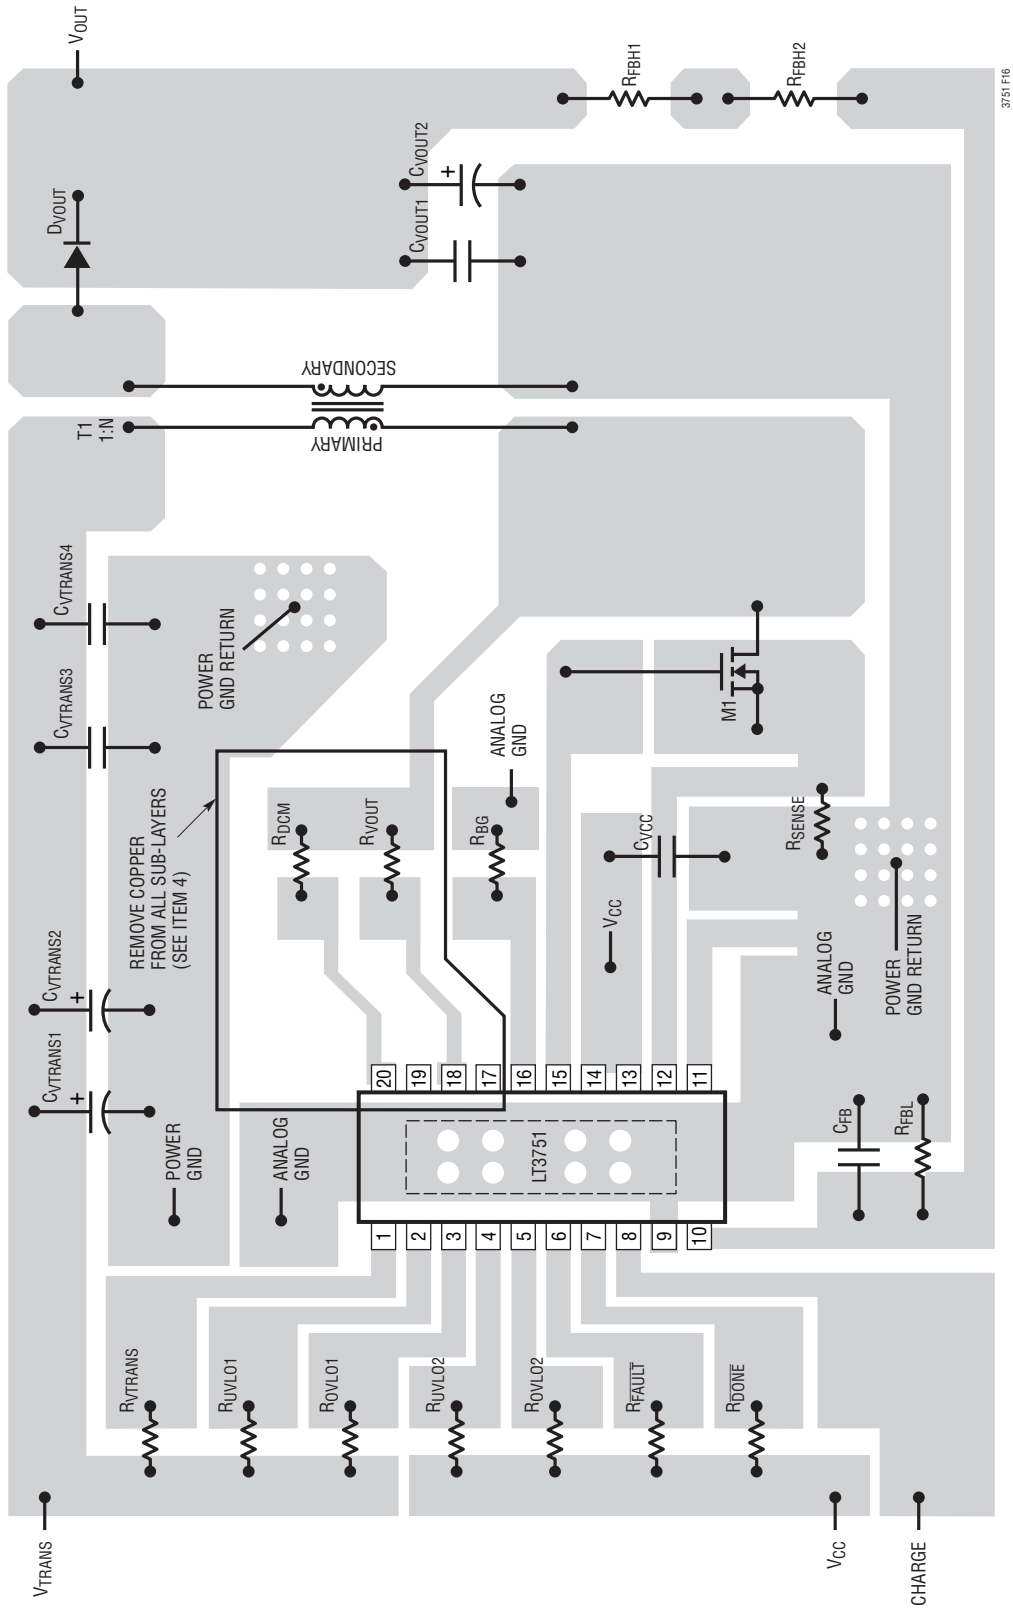 VTRANS
VCC
CHARGE
RVTRANS
RUVLO1
ROVLO1
RUVLO2
ROVLO2
RFAULT
RDONE
1
2
3
4
5
6
7
8
9
10
LT3751
20
19
18
17
16
15
14
13
12
11
POWER
GND
ANALOG
GND
CVTRANS1
+
CVTRANS2
+
CVTRANS3
CVTRANS4
REMOVE COPPER
FROM ALL SUB-LAYERS
(SEE ITEM 4)
POWER
GND RETURN
RDCM
RVOUT
RBG
ANALOG
GND
VCC
CVCC
RSENSE
M1
CFB
RFBL
ANALOG
GND
POWER
GND RETURN
T1
1:N
PRIMARY
SECONDARY
DVOUT
VOUT
CVOUT1
CVOUT2
+
RFBH1
RFBH2
3751 F16